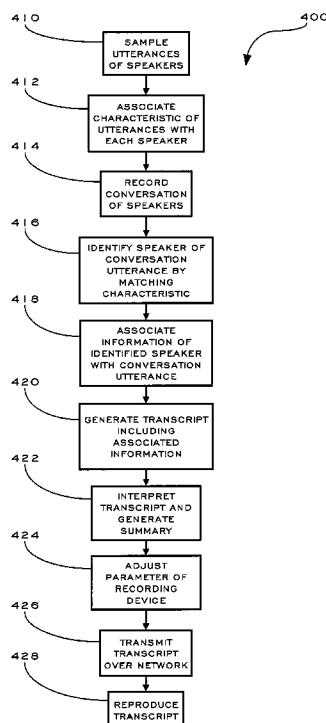 410
400
SAMPLE
UTTERANCES
OF SPEAKERS
412
ASSOCIATE
CHARACTERISTIC OF
UTTERANCES WITH
EACH SPEAKER
414
RECORD
CONVERSATION
OF SPEAKERS
416
IDENTIFY SPEAKER OF
CONVERSATION
UTTERANCE BY
MATCHING
CHARACTERISTIC
418
ASSOCIATE
INFORMATION OF
IDENTIFIED SPEAKER
WITH CONVERSATION
UTTERANCE
420
GENERATE TRANSCRIPT
INCLUDING
ASSOCIATED
INFORMATION
422
INTERPRET
TRANSCRIPT AND
GENERATE
SUMMARY
424
ADJUST
PARAMETER OF
RECORDING
DEVICE
426
TRANSMIT
TRANSCRIPT
OVER NETWORK
428
REPRODUCE
TRANSCRIPT